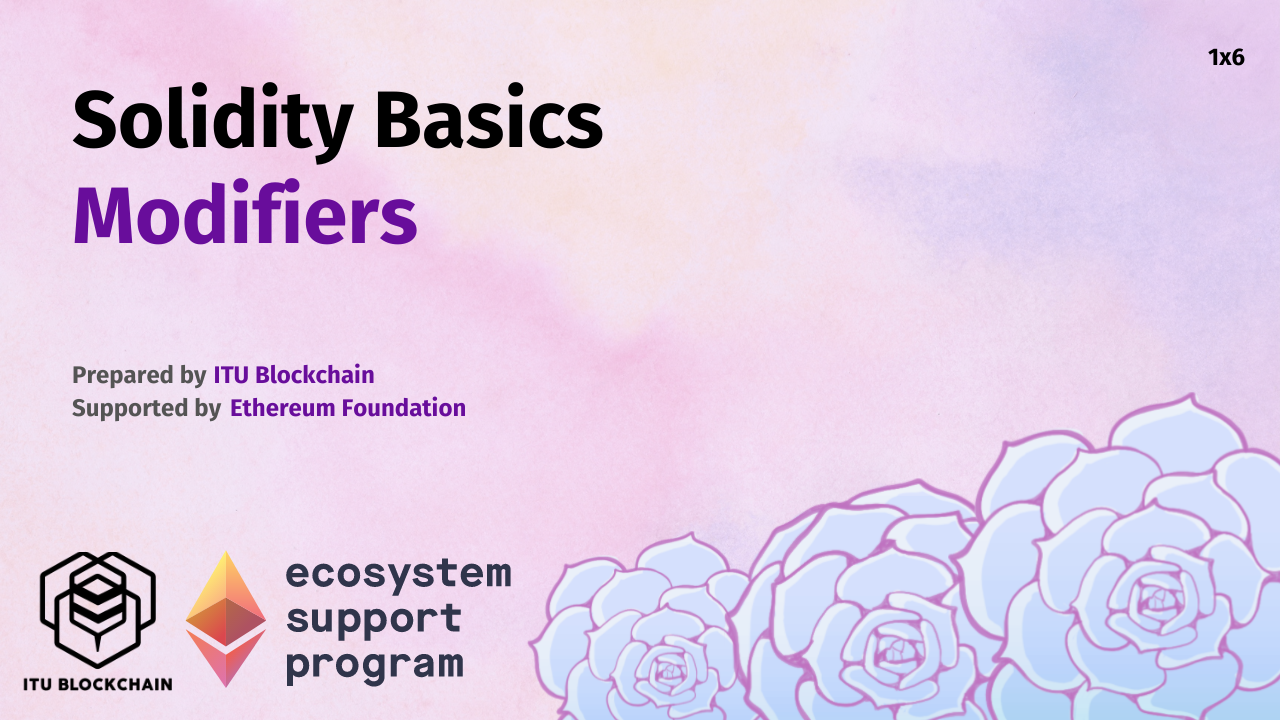 1x6
Solidity Basics
Modifiers
Prepared by ITU Blockchain
Supported by Ethereum Foundation
ITU BLOCKCHAIN
ecosystem
support
program